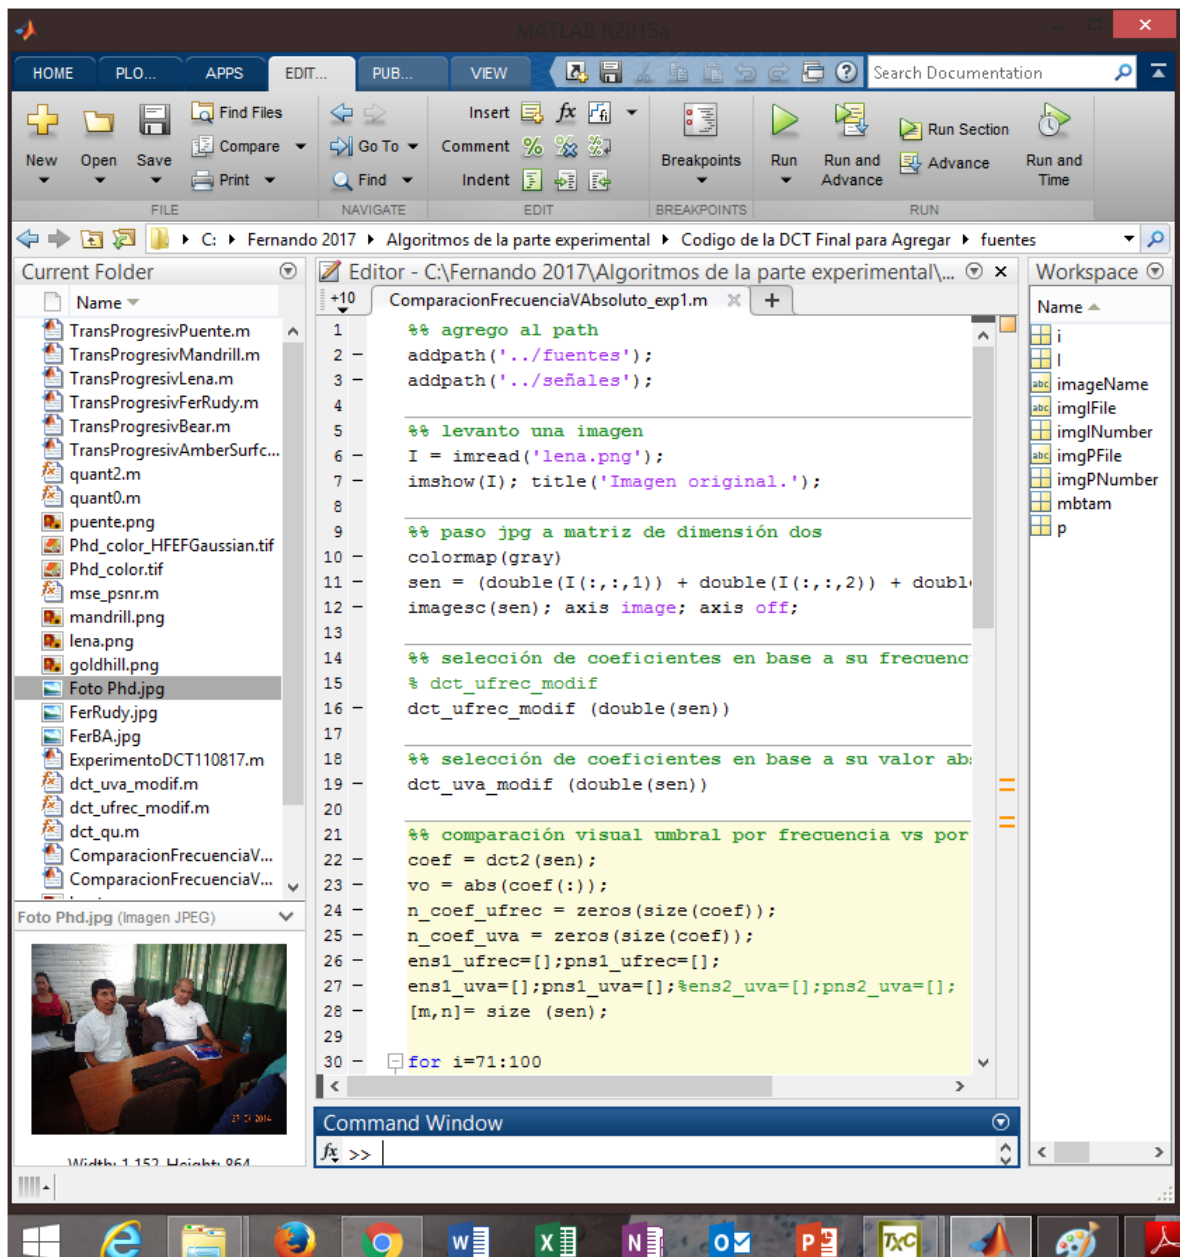 MATLAB R2015a
HOME PLO... APPS EDIT... PUB... VIEW Search Documentation
New Open Save Find Files Compare Print
Go To Find
Insert fx Comment Indent
Breakpoints
Run Run and Advance Run Section Advance Run and Time
FILE NAVIGATE EDIT BREAKPOINTS RUN
C: Fernando 2017 Algoritmos de la parte experimental Codigo de la DCT Final para Agregar fuentes
Current Folder
Name
TransProgresivPuente.m
TransProgresivMandrill.m
TransProgresivLena.m
TransProgresivFerRudy.m
TransProgresivBear.m
TransProgresivAmberSurfc...
quant2.m
quant0.m
puente.png
Phd_color_HFEFGaussian.tif
Phd_color.tif
mse_psnr.m
mandrill.png
lena.png
goldhill.png
Foto Phd.jpg
FerRudy.jpg
FerBA.jpg
ExperimentoDCT110817.m
dct_uva_modif.m
dct_ufrec_modif.m
dct_qu.m
ComparacionFrecuenciaV...
ComparacionFrecuenciaV...
Foto Phd.jpg (Imagen JPEG)
Width: 1,152 Height: 864
Editor - C:\Fernando 2017\Algoritmos de la parte experimental\...
+10 ComparacionFrecuenciaVAbsoluto_exp1.m
1 %% agrego al path
2 – addpath('../fuentes');
3 – addpath('../señales');
4
5 %% levanto una imagen
6 – I = imread('lena.png');
7 – imshow(I); title('Imagen original.');
8
9 %% paso jpg a matriz de dimensión dos
10 – colormap(gray)
11 – sen = (double(I(:,:,1)) + double(I(:,:,2)) + doubl
12 – imagesc(sen); axis image; axis off;
13
14 %% selección de coeficientes en base a su frecuenc
15 % dct_ufrec_modif
16 – dct_ufrec_modif (double(sen))
17
18 %% selección de coeficientes en base a su valor ab
19 – dct_uva_modif (double(sen))
20
21 %% comparación visual umbral por frecuencia vs por
22 – coef = dct2(sen);
23 – vo = abs(coef(:));
24 – n_coef_ufrec = zeros(size(coef));
25 – n_coef_uva = zeros(size(coef));
26 – ens1_ufrec=[];pns1_ufrec=[];
27 – ens1_uva=[];pns1_uva=[];%ens2_uva=[];pns2_uva=[];
28 – [m,n]= size (sen);
29
30 – for i=71:100
Command Window
fx >>
Workspace
Name
i
I
imageName
imgIFile
imgINumber
imgPFile
imgPNumber
mbtam
p